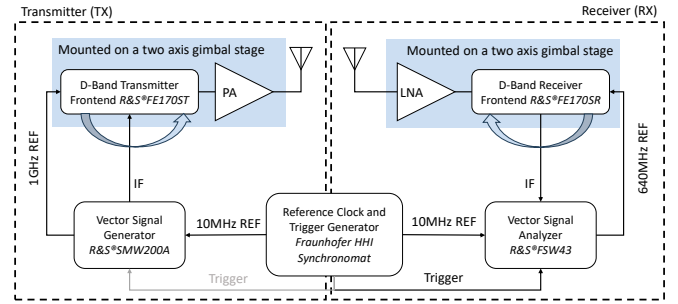 Transmitter (TX)
Receiver (RX)
Mounted on a two axis gimbal stage
Mounted on a two axis gimbal stage
D-Band Transmitter
Frontend R&S®FE170ST
PA
LNA
D-Band Receiver
Frontend R&S®FE170SR
1GHz REF
IF
IF
640MHz REF
Vector Signal
Generator
R&S®SMW200A
10MHz REF
Reference Clock and
Trigger Generator
Fraunhofer HHI
Synchronomat
10MHz REF
Vector Signal
Analyzer
R&S®FSW43
Trigger
Trigger